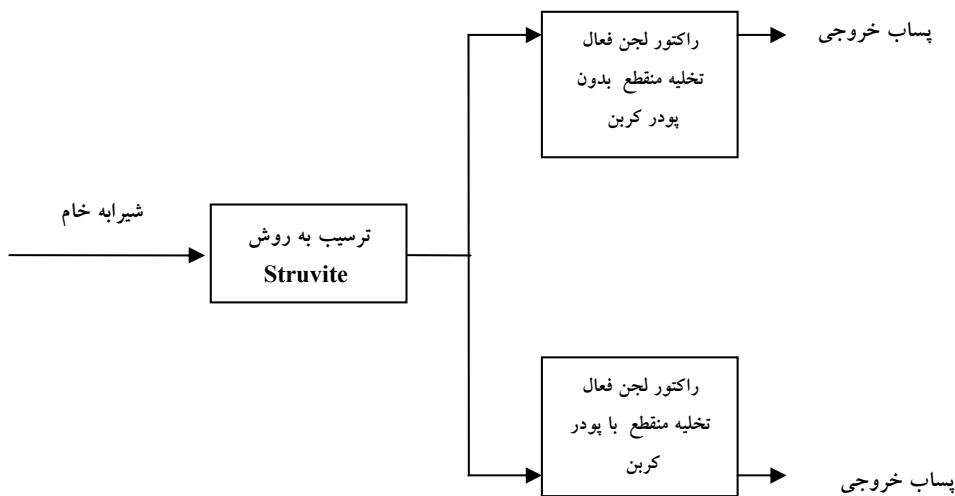 راکتور لجن فعال
تخلیه منقطع بدون
پودر کربن
پساب خروجی
شیرابه خام
ترسیب به روش
Struvite
راکتور لجن فعال
تخلیه منقطع با پودر
کربن
پساب خروجی